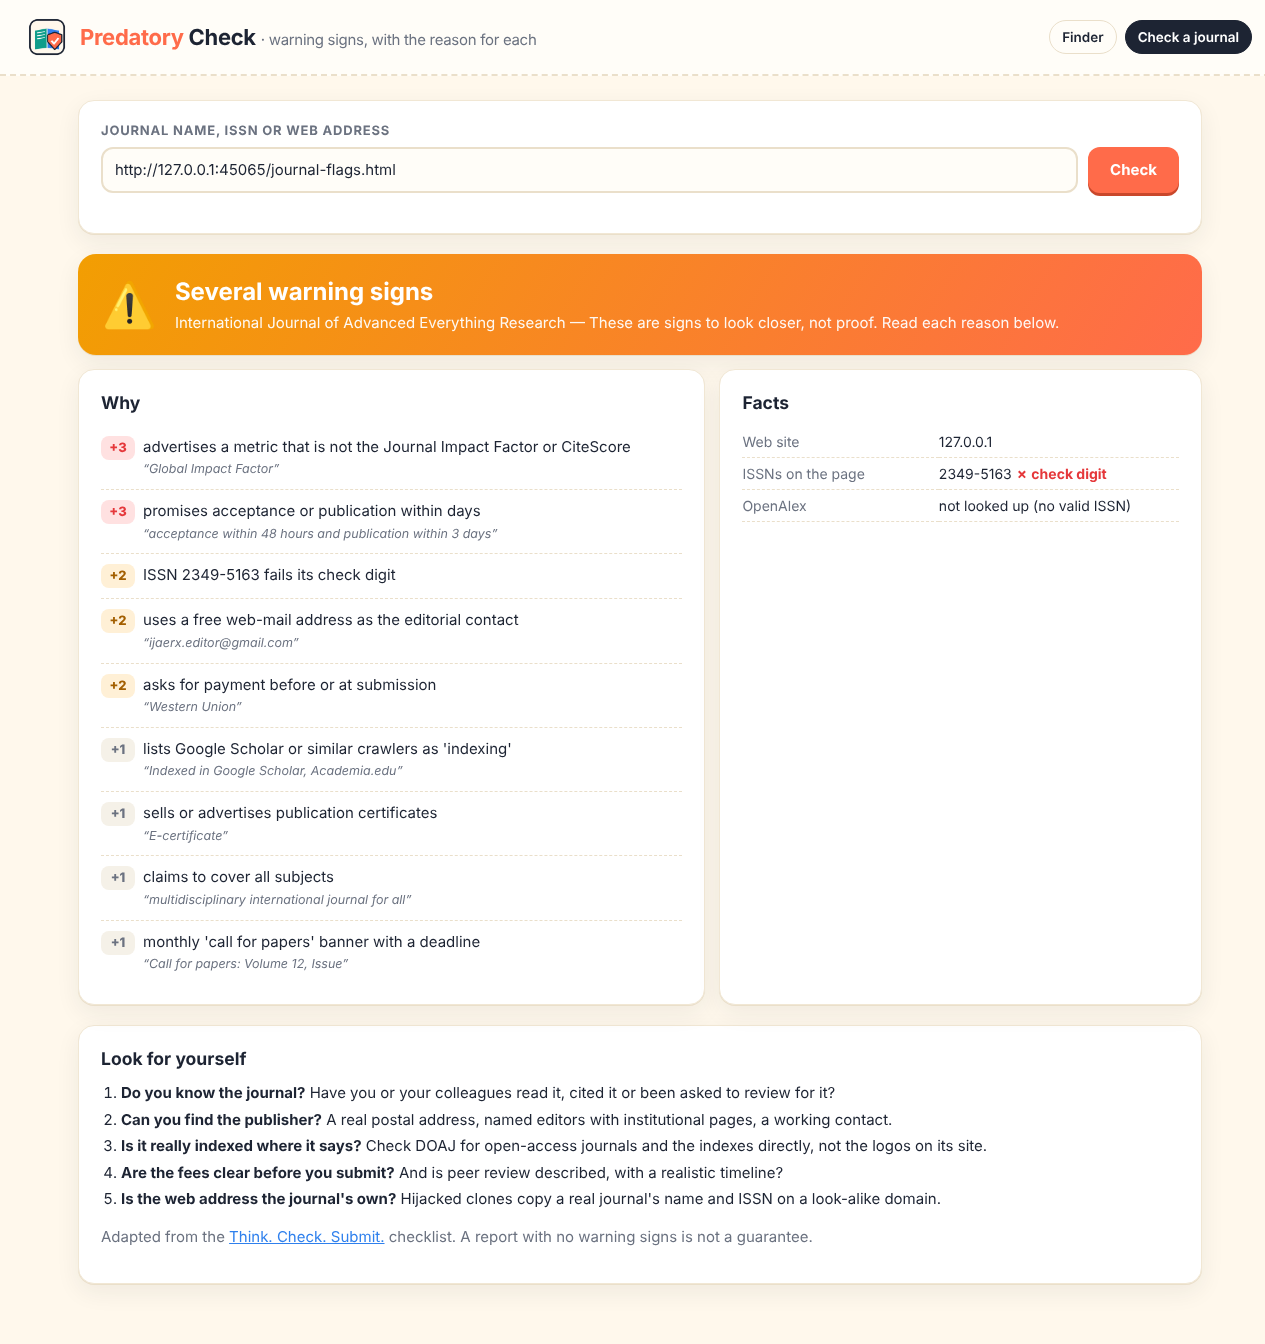 Predatory Check · warning signs, with the reason for each
Finder
Check a journal
JOURNAL NAME, ISSN OR WEB ADDRESS
http://127.0.0.1:45065/journal-flags.html
Check
Several warning signs
International Journal of Advanced Everything Research — These are signs to look closer, not proof. Read each reason below.
Why
+3 advertises a metric that is not the Journal Impact Factor or CiteScore
“Global Impact Factor”
+3 promises acceptance or publication within days
“acceptance within 48 hours and publication within 3 days”
+2 ISSN 2349-5163 fails its check digit
+2 uses a free web-mail address as the editorial contact
“ijaerx.editor@gmail.com”
+2 asks for payment before or at submission
“Western Union”
+1 lists Google Scholar or similar crawlers as 'indexing'
“Indexed in Google Scholar, Academia.edu”
+1 sells or advertises publication certificates
“E-certificate”
+1 claims to cover all subjects
“multidisciplinary international journal for all”
+1 monthly 'call for papers' banner with a deadline
“Call for papers: Volume 12, Issue”
Facts
Web site 127.0.0.1
ISSNs on the page 2349-5163 × check digit
OpenAlex not looked up (no valid ISSN)
Look for yourself
1. Do you know the journal? Have you or your colleagues read it, cited it or been asked to review for it?
2. Can you find the publisher? A real postal address, named editors with institutional pages, a working contact.
3. Is it really indexed where it says? Check DOAJ for open-access journals and the indexes directly, not the logos on its site.
4. Are the fees clear before you submit? And is peer review described, with a realistic timeline?
5. Is the web address the journal's own? Hijacked clones copy a real journal's name and ISSN on a look-alike domain.
Adapted from the Think. Check. Submit. checklist. A report with no warning signs is not a guarantee.